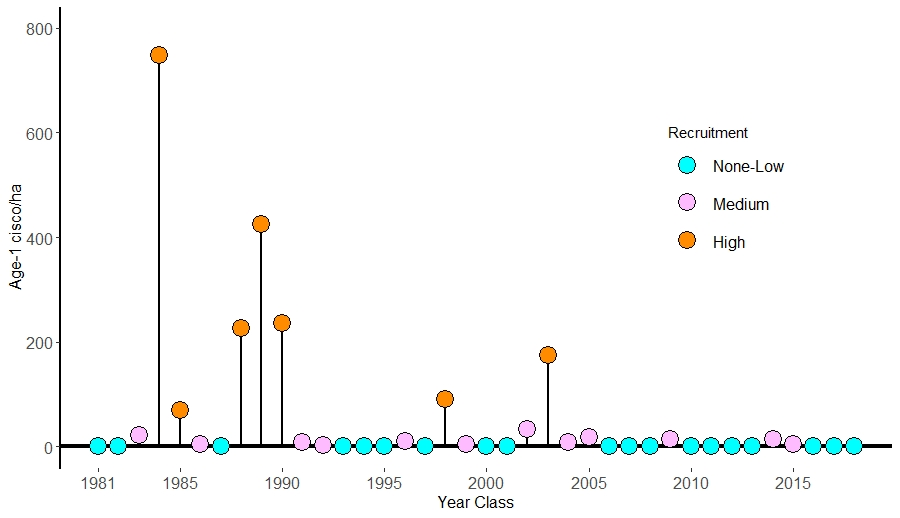 800
600
400
200
0
Age-1 cisco/ha
Recruitment
None-Low
Medium
High
1981 1985 1990 1995 2000 2005 2010 2015
Year Class